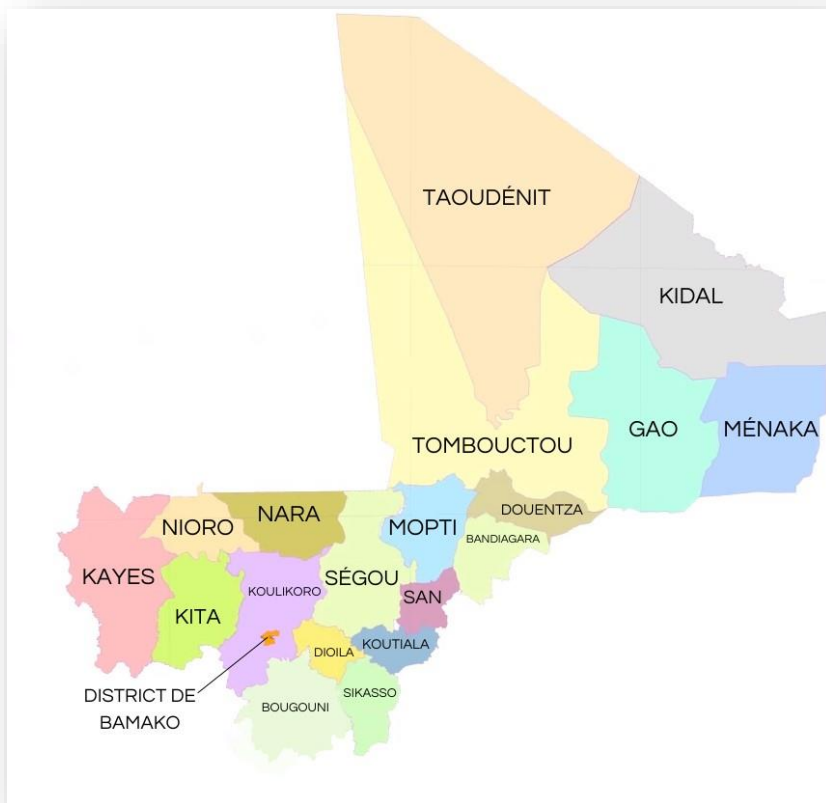 TAOUDÉNIT
KIDAL
TOMBOUCTOU
GAO
MÉNAKA
NIORO
NARA
MOPTI
DOUENTZA
BANDIAGARA
KAYES
KITA
KOULIKORO
SÉGOU
SAN
DIOILA
KOUTIALA
DISTRICT DE
BAMAKO
BOUGOUNI
SIKASSO